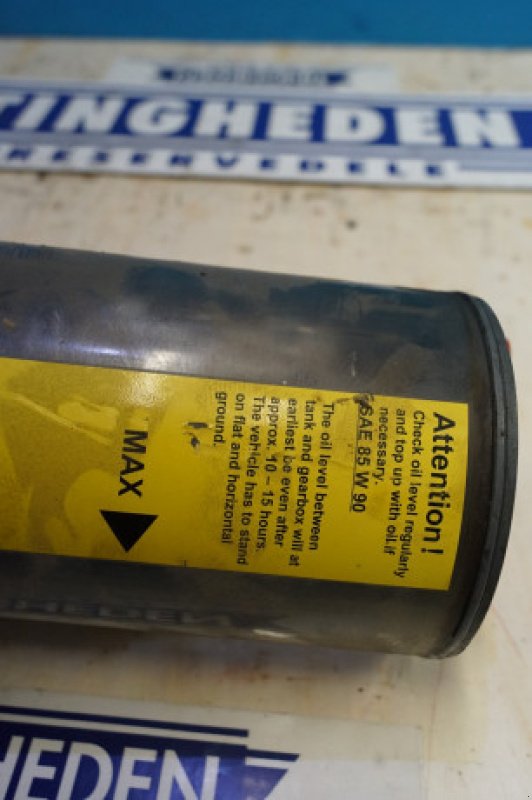 TINGHEDEN
RESERVEDELE
Attention!
Check oil level regularly
and top up with oil if
necessary.
SAE 85 W 90
The oil level between
tank and gearbox will at
earliest be even after
approx. 10 – 15 hours.
The vehicle has to stand
on flat and horizontal
ground.
MAX
HEDEN